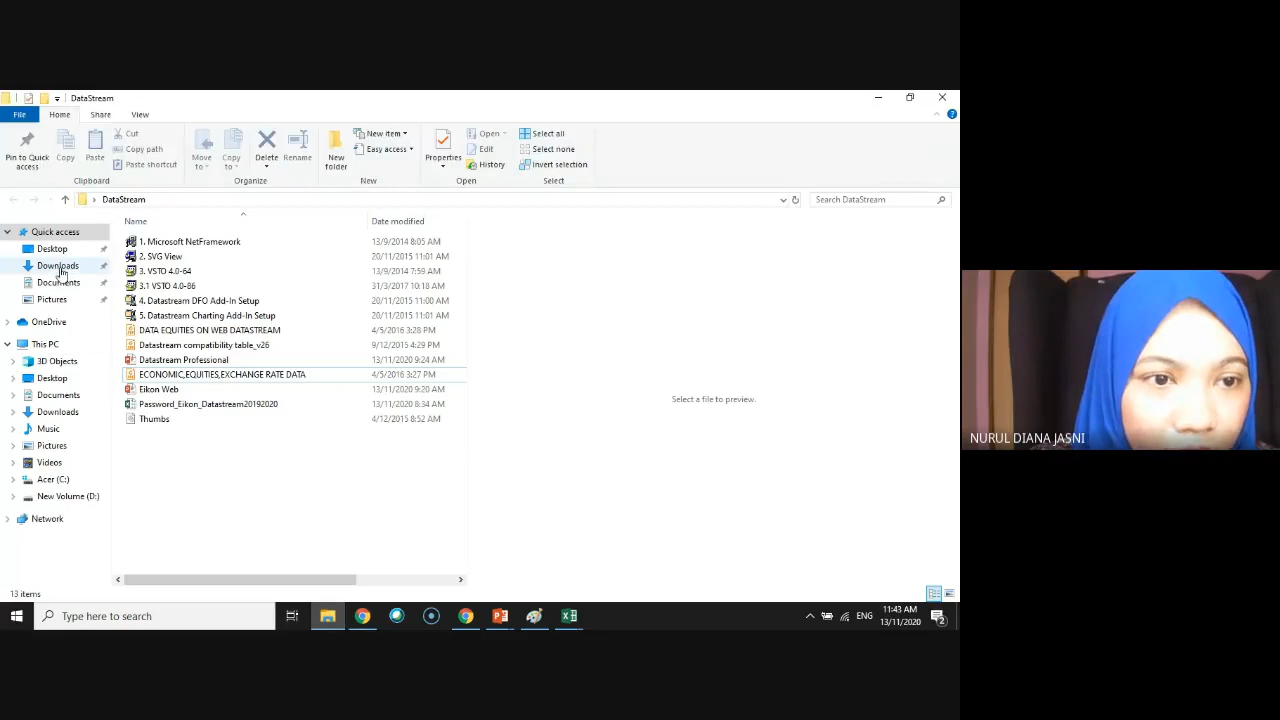 DataStream
File Home Share View
Pin to Quick access
Copy
Paste
Cut
Copy path
Paste shortcut
Clipboard
Move to
Copy to
Delete
Rename
Organize
New folder
New item
Easy access
New
Properties
Open
Edit
History
Open
Select all
Select none
Invert selection
Select
DataStream
Search DataStream
Quick access
Desktop
Downloads
Documents
Pictures
OneDrive
This PC
3D Objects
Desktop
Documents
Downloads
Music
Pictures
Videos
Acer (C:)
New Volume (D:)
Network
Name Date modified
1. Microsoft NetFramework 13/9/2014 8:05 AM
2. SVG View 20/11/2015 11:01 AM
3. VSTO 4.0-64 13/9/2014 7:59 AM
3.1 VSTO 4.0-86 31/3/2017 10:18 AM
4. Datastream DFO Add-In Setup 20/11/2015 11:00 AM
5. Datastream Charting Add-In Setup 20/11/2015 11:01 AM
DATA EQUITIES ON WEB DATASTREAM 4/5/2016 3:28 PM
Datastream compatibility table_v26 9/12/2015 4:29 PM
Datastream Professional 13/11/2020 9:24 AM
ECONOMIC,EQUITIES,EXCHANGE RATE DATA 4/5/2016 3:27 PM
Eikon Web 13/11/2020 9:20 AM
Password_Eikon_Datastream20192020 13/11/2020 8:34 AM
Thumbs 4/12/2015 8:52 AM
Select a file to preview.
NURUL DIANA JASNI
13 items
Type here to search
ENG
11:43 AM
13/11/2020
2